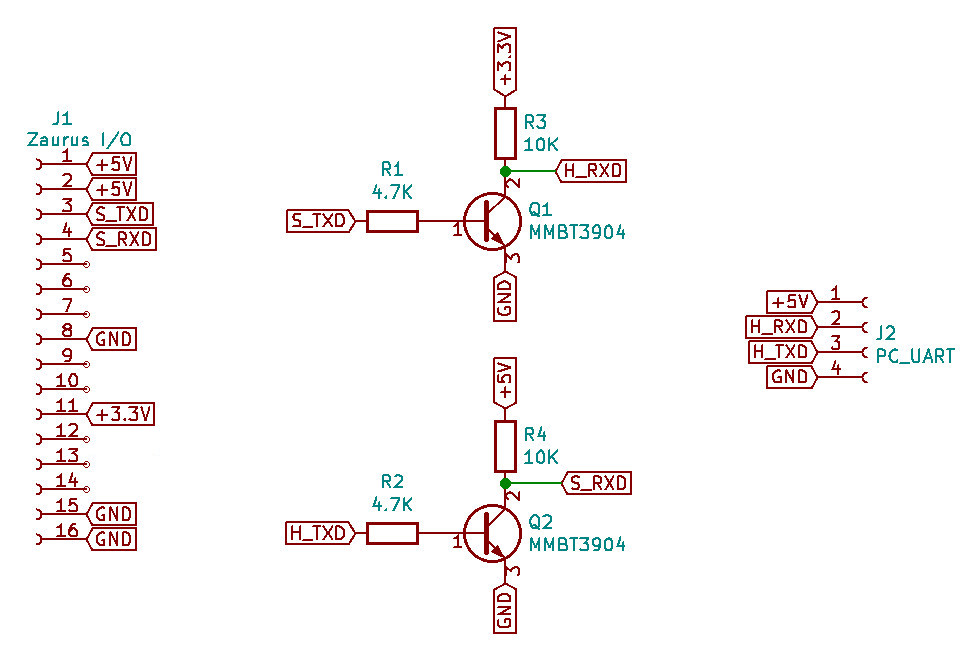 J1
Zaurus I/O
1 +5V
2 +5V
3 S_TXD
4 S_RXD
5
6
7
8 GND
9
10
11 +3.3V
12
13
14
15 GND
16 GND
+3.3V
R3
10K
H_RXD
R1
4.7K
S_TXD
1
2
3
Q1
MMBT3904
GND
+5V
R4
10K
S_RXD
R2
4.7K
H_TXD
1
2
3
Q2
MMBT3904
GND
+5V 1
H_RXD 2
H_TXD 3
GND 4
J2
PC_UART